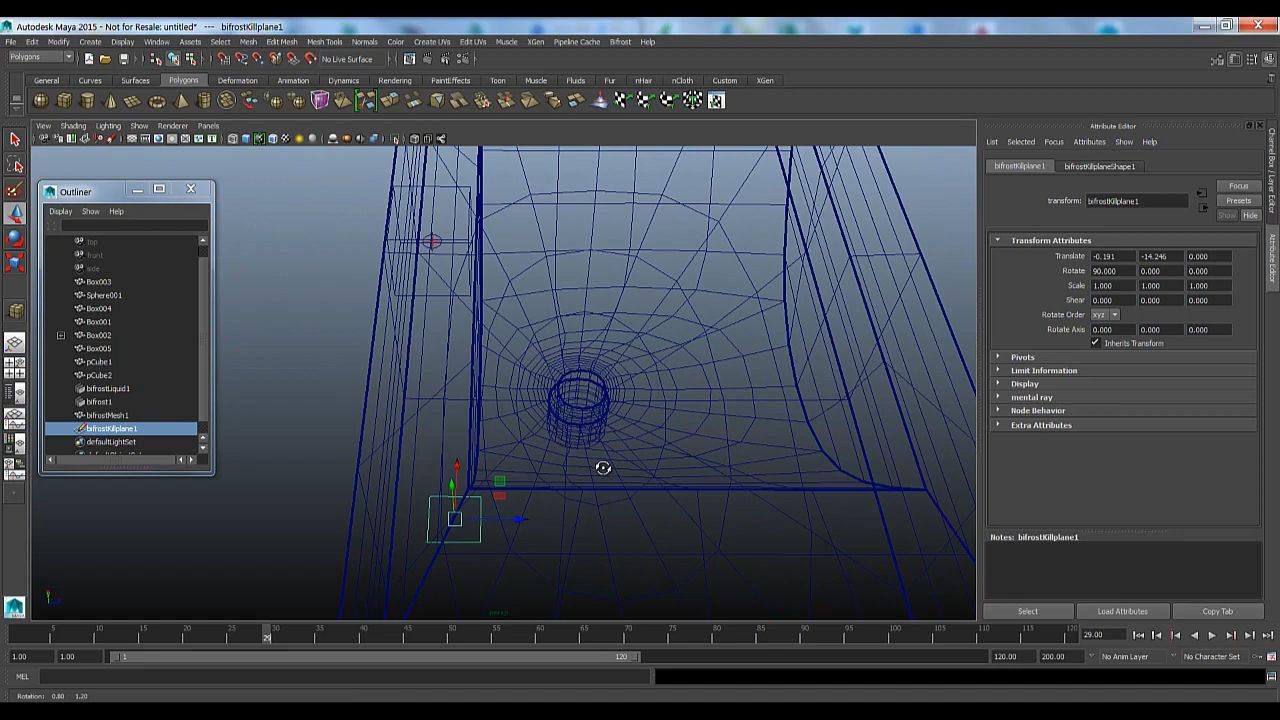 Autodesk Maya 2015 - Not for Resale: untitled*   ---   bifrostKillplane1
File Edit Modify Create Display Window Assets Select Mesh Edit Mesh Mesh Tools Normals Color Create UVs Edit UVs Muscle XGen Pipeline Cache Bifrost Help
Polygons
No Live Surface
General Curves Surfaces Polygons Deformation Animation Dynamics Rendering PaintEffects Toon Muscle Fluids Fur nHair nCloth Custom XGen
View Shading Lighting Show Renderer Panels
Attribute Editor
List Selected Focus Attributes Show Help
Outliner
Display Show Help
top
front
side
Box003
Sphere001
Box004
Box001
Box002
Box005
pCube1
pCube2
bifrostLiquid1
bifrost1
bifrostMesh1
bifrostKillplane1
defaultLightSet
persp
bifrostKillplane1 bifrostKillplaneShape1
Focus
transform: bifrostKillplane1 Presets
Show Hide
Transform Attributes
Translate -0.191 -14.246 0.000
Rotate 90.000 0.000 0.000
Scale 1.000 1.000 1.000
Shear 0.000 0.000 0.000
Rotate Order xyz
Rotate Axis 0.000 0.000 0.000
Inherits Transform
Pivots
Limit Information
Display
mental ray
Node Behavior
Extra Attributes
Notes: bifrostKillplane1
Select Load Attributes Copy Tab
Channel Box / Layer Editor
Attribute Editor
5 10 15 20 25 29 30 35 40 45 50 55 60 65 70 75 80 85 90 95 100 105 110 115 120 29.00
1.00 1.00 1 120 120.00 200.00 No Anim Layer No Character Set
MEL
Rotation: 0.80 1.20